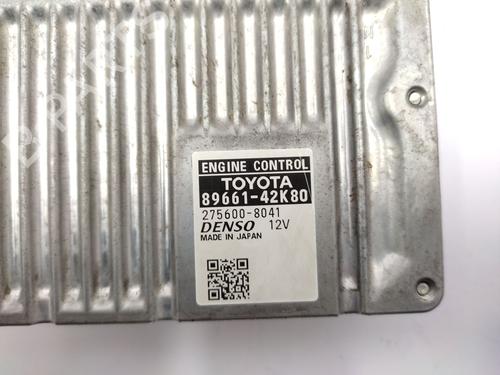 ENGINE CONTROL
TOYOTA
89661-42K80
275600-8041
DENSO 12V
MADE IN JAPAN